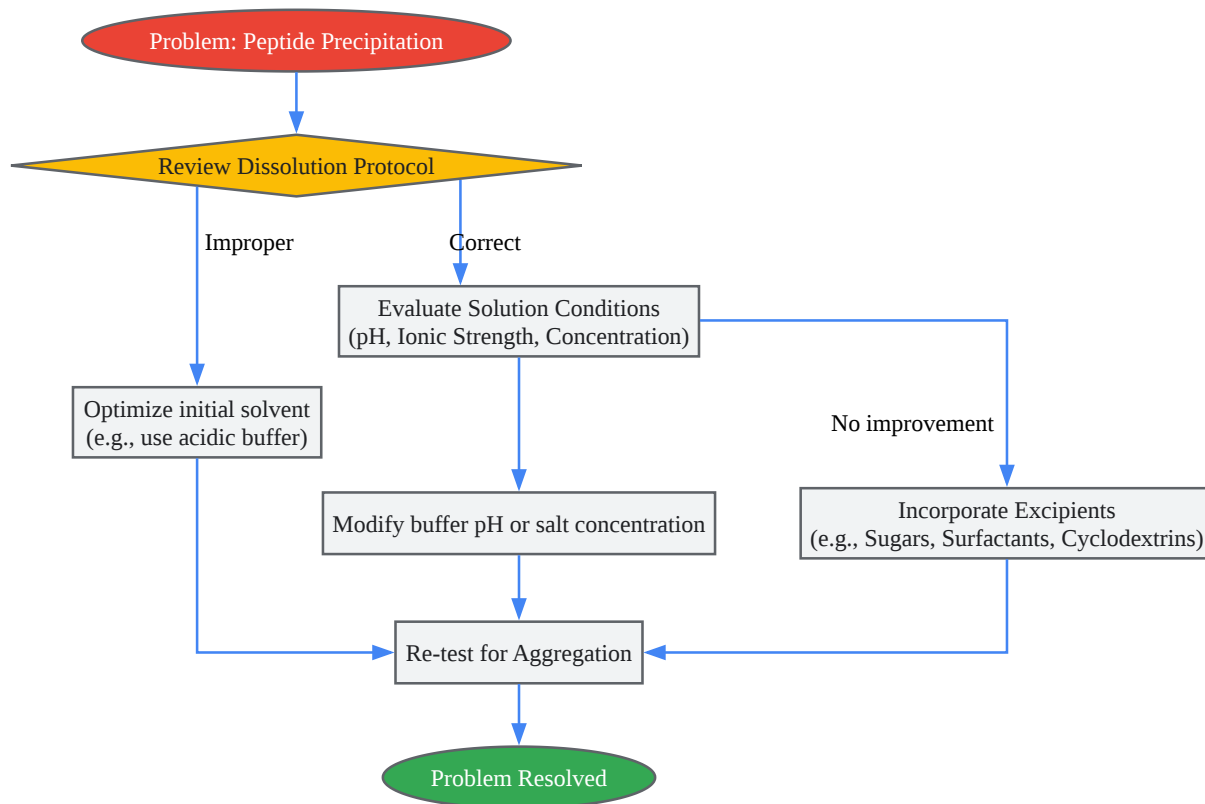 Problem: Peptide Precipitation
Review Dissolution Protocol
Improper
Correct
Evaluate Solution Conditions
(pH, Ionic Strength, Concentration)
Optimize initial solvent
(e.g., use acidic buffer)
No improvement
Modify buffer pH or salt concentration
Incorporate Excipients
(e.g., Sugars, Surfactants, Cyclodextrins)
Re-test for Aggregation
Problem Resolved